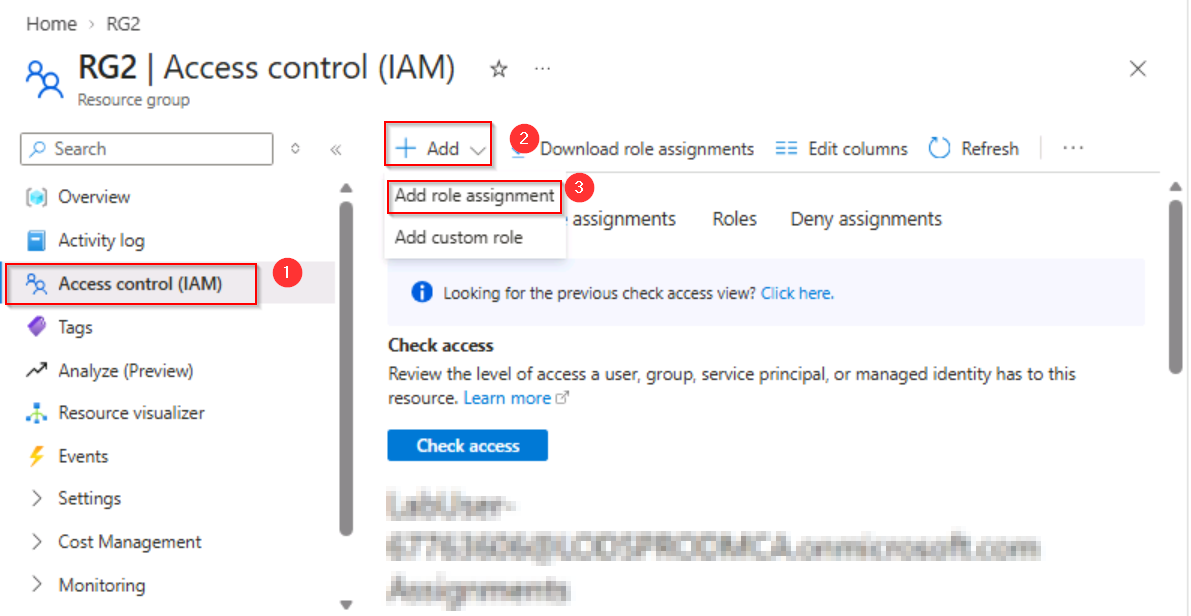 Home > RG2
RG2 | Access control (IAM)
Resource group
Search
Add
2
Download role assignments
Edit columns
Refresh
Add role assignment
3
Add custom role
assignments
Roles
Deny assignments
Overview
Activity log
Access control (IAM)
1
Tags
Analyze (Preview)
Resource visualizer
Events
Settings
Cost Management
Monitoring
Looking for the previous check access view? Click here.
Check access
Review the level of access a user, group, service principal, or managed identity has to this
resource. Learn more
Check access